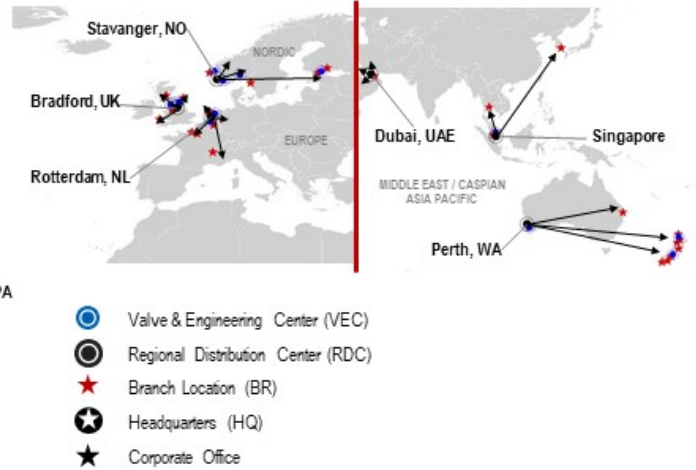 Stavanger, NO
NORDIC
Bradford, UK
EUROPE
Rotterdam, NL
Dubai, UAE
Singapore
MIDDLE EAST / CASPIAN
ASIA PACIFIC
Perth, WA
PA
Valve & Engineering Center (VEC)
Regional Distribution Center (RDC)
Branch Location (BR)
Headquarters (HQ)
Corporate Office